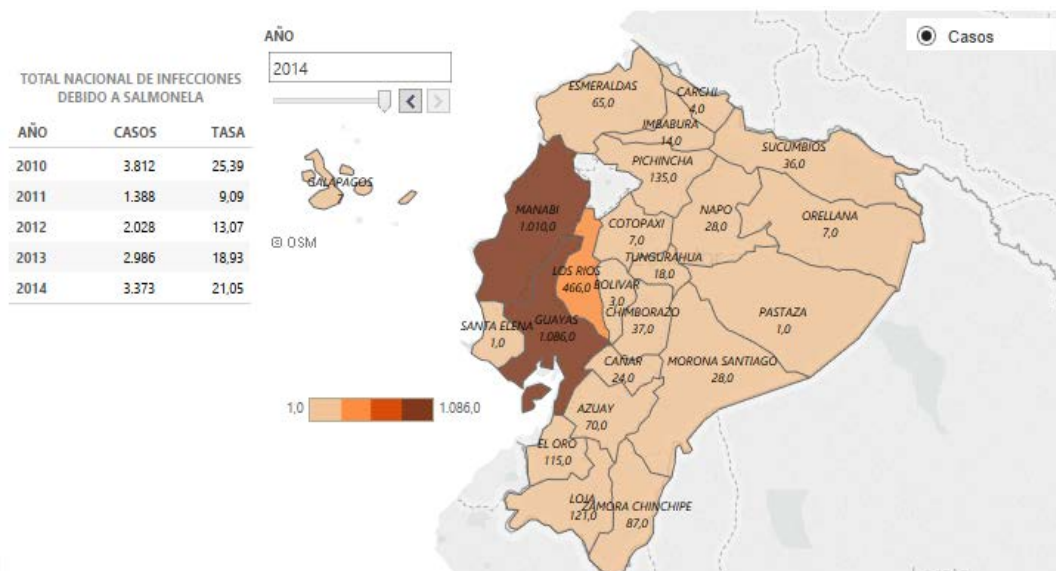 TOTAL NACIONAL DE INFECCIONES
DEBIDO A SALMONELA
AÑO CASOS TASA
2010 3.812 25,39
2011 1.388 9,09
2012 2.028 13,07
2013 2.986 18,93
2014 3.373 21,05
AÑO
2014
Casos
GALAPAGOS
7
© OSM
ESMERALDAS
65,0
CARCHI
4,0
IMBABURA
14,0
SUCUMBIOS
36,0
PICHINCHA
135,0
MANABI
1.010,0
COTOPAXI
7,0
NAPO
28,0
ORELLANA
7,0
TUNGURAHUA
18,0
LOS RIOS
466,0
BOLIVAR
3,0
CHIMBORAZO
37,0
PASTAZA
1,0
SANTA ELENA
1,0
GUAYAS
1.086,0
CAÑAR
24,0
MORONA SANTIAGO
28,0
1,0 1.086,0
AZUAY
70,0
EL ORO
115,0
LOJA
121,0
ZAMORA CHINCHIPE
87,0